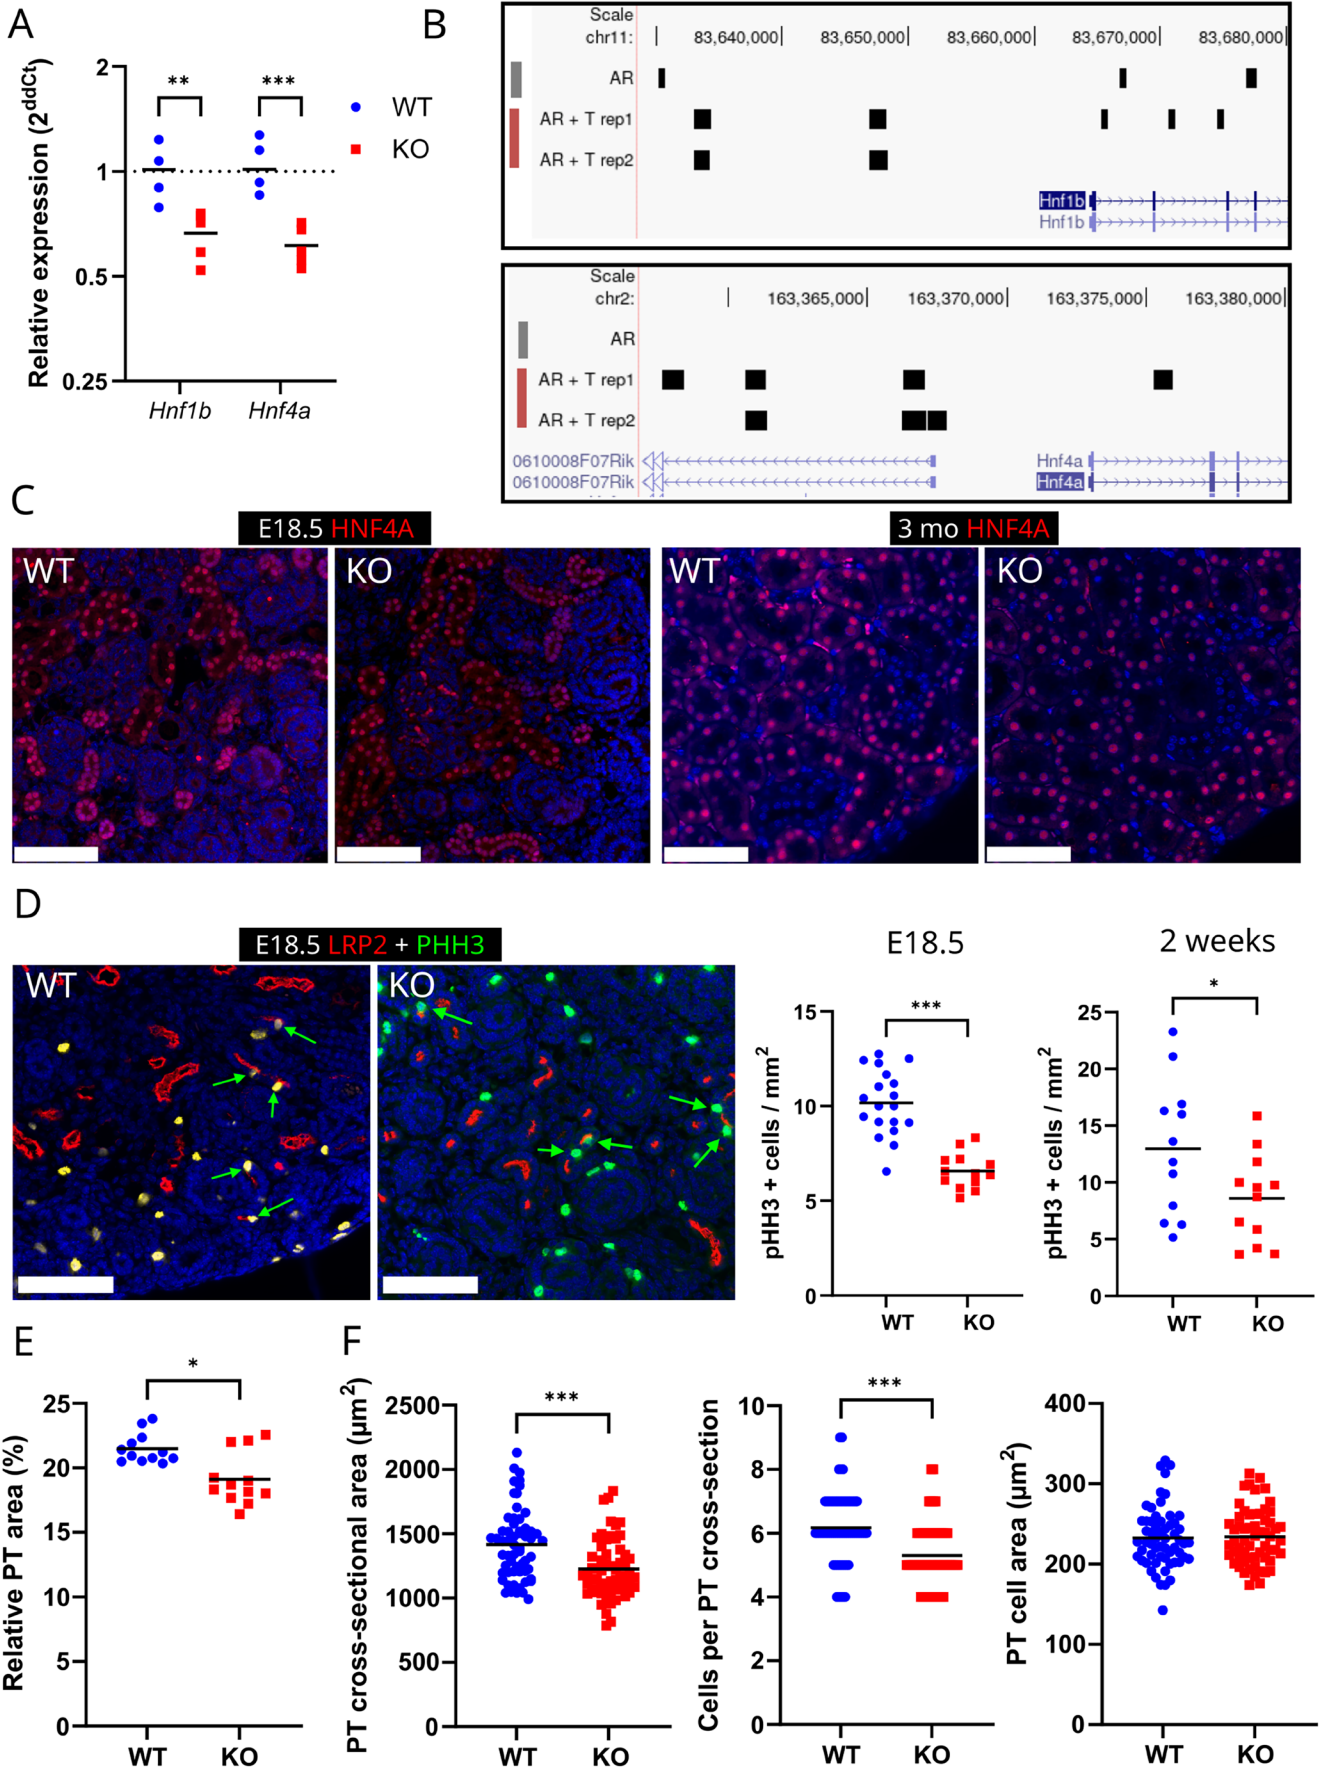 A
Relative expression (2^ddCt)
2
1
0.5
0.25
**
***
WT
KO
Hnf1b
Hnf4a
B
Scale
chr11:
83,640,000
83,650,000
83,660,000
83,670,000
83,680,000
AR
AR + T rep1
AR + T rep2
Hnf1b
Hnf1b
Scale
chr2:
163,365,000
163,370,000
163,375,000
163,380,000
AR
AR + T rep1
AR + T rep2
0610008F07Rik
0610008F07Rik
Hnf4a
Hnf4a
C
E18.5 HNF4A
3 mo HNF4A
WT
KO
WT
KO
D
E18.5 LRP2 + PHH3
WT
KO
E18.5
pHH3 + cells / mm²
15
10
5
0
***
WT
KO
2 weeks
pHH3 + cells / mm²
25
20
15
10
5
0
*
WT
KO
E
Relative PT area (%)
25
20
15
10
5
0
*
WT
KO
F
PT cross-sectional area (µm²)
2500
2000
1500
1000
500
0
***
WT
KO
Cells per PT cross-section
10
8
6
4
2
0
***
WT
KO
PT cell area (µm²)
400
300
200
100
0
WT
KO